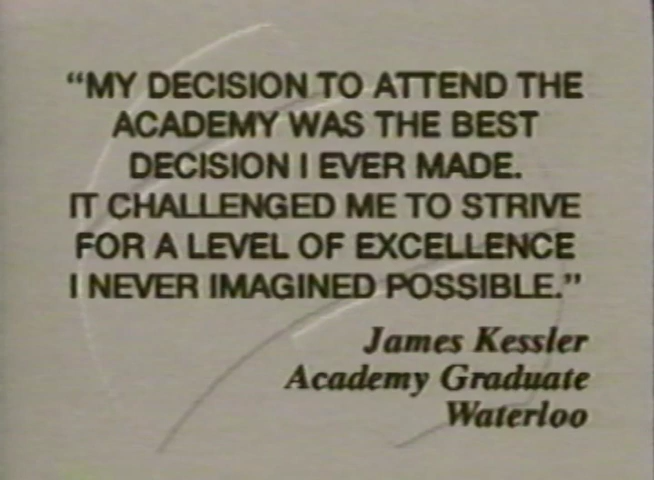 “MY DECISION TO ATTEND THE
ACADEMY WAS THE BEST
DECISION I EVER MADE.
IT CHALLENGED ME TO STRIVE
FOR A LEVEL OF EXCELLENCE
I NEVER IMAGINED POSSIBLE.”
James Kessler
Academy Graduate
Waterloo